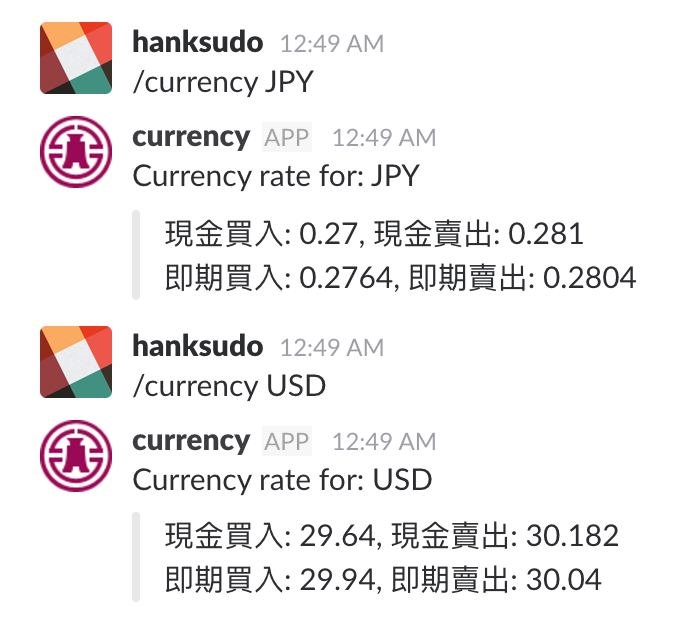 hanksudo 12:49 AM
/currency JPY
currency APP 12:49 AM
Currency rate for: JPY
現金買入: 0.27, 現金賣出: 0.281
即期買入: 0.2764, 即期賣出: 0.2804
hanksudo 12:49 AM
/currency USD
currency APP 12:49 AM
Currency rate for: USD
現金買入: 29.64, 現金賣出: 30.182
即期買入: 29.94, 即期賣出: 30.04